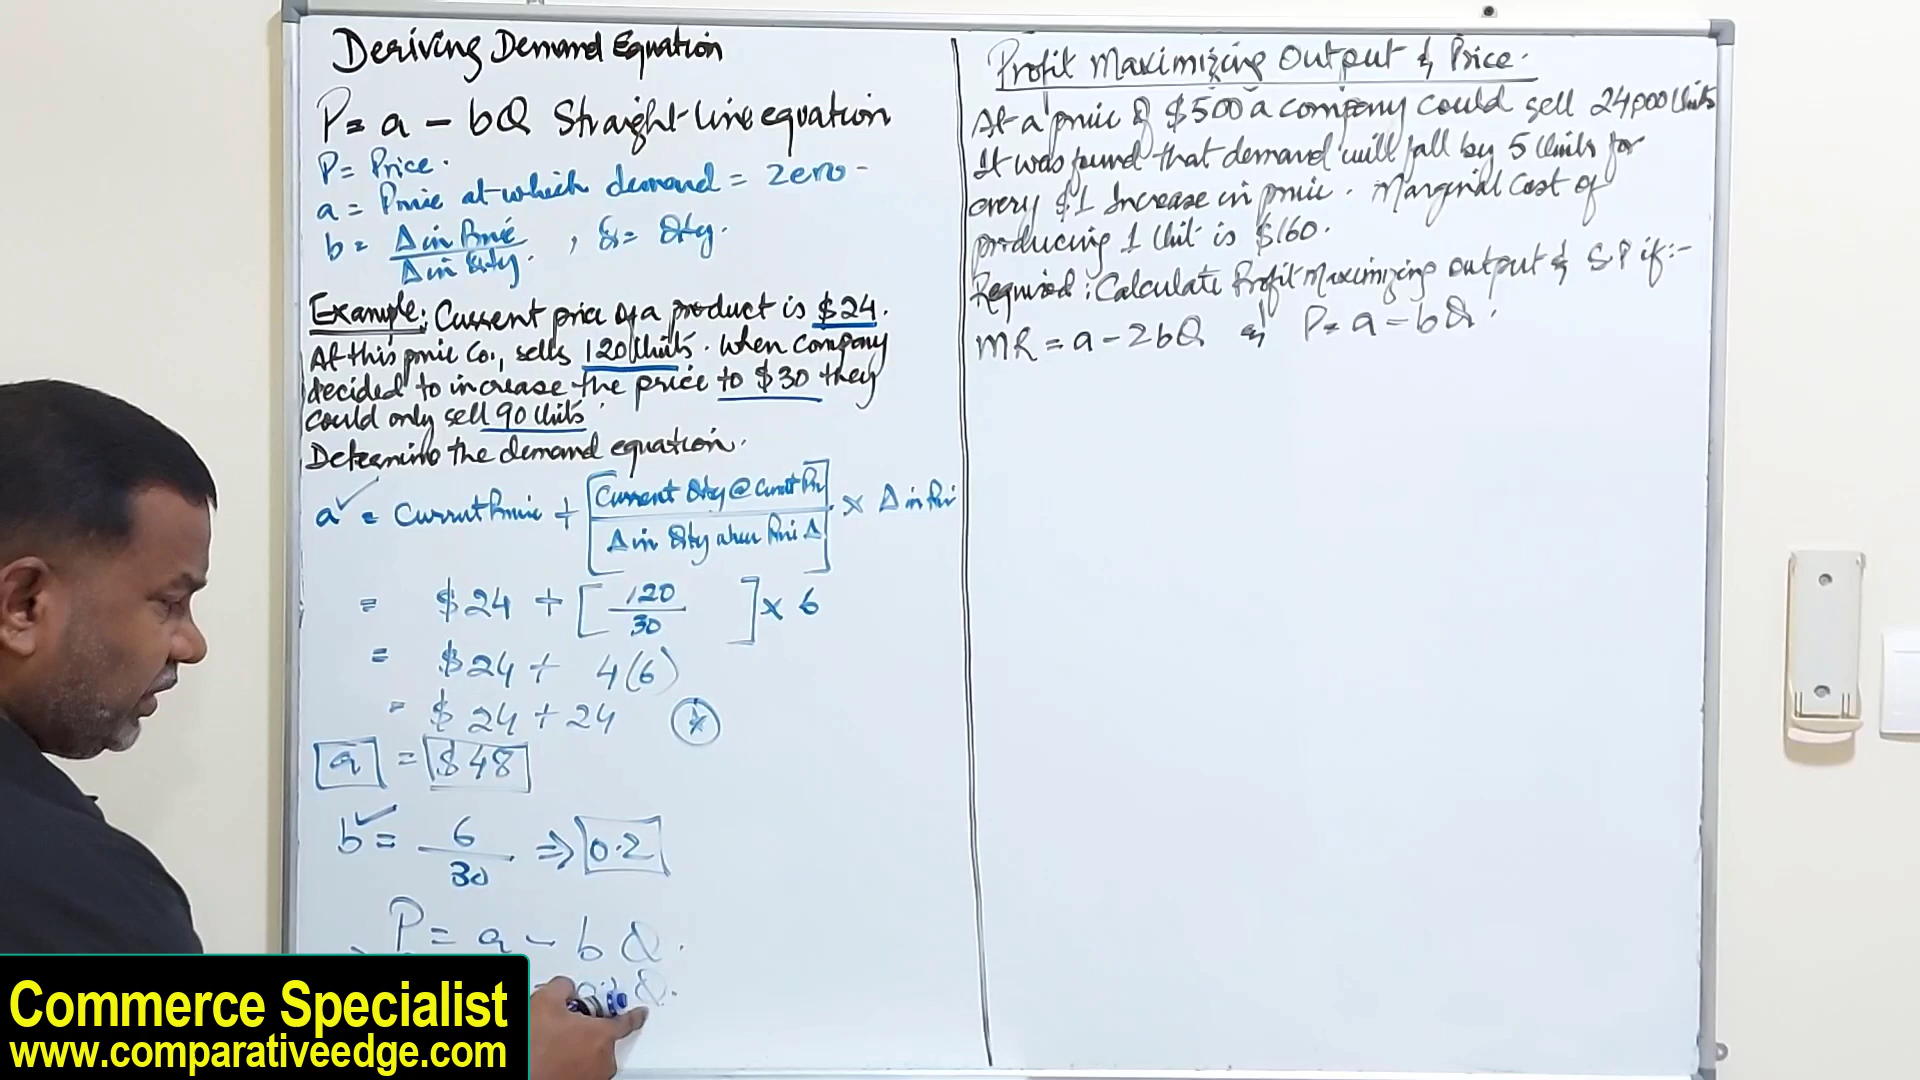 Deriving Demand Equation
P = a - bQ Straight-line equation
P = Price.
a = Price at which demand = Zero -
b = Δ in Price / Δ in Qty. , Q = Qty.
Example: Current price of a product is $24.
At this price Co., sells 120 Units. When company
decided to increase the price to $30 they
could only sell 90 Units.
Determine the demand equation.
a ✓ = Current Price + [Current Qty @ Current Pri / Δ in Qty when Pri Δ] × Δ in Pri
= $24 + [120 / 30] × 6
= $24 + 4(6)
= $24 + 24
a = $48
b ✓ = 6 / 30 ⇒ 0.2
P = a - b Q.
Q.
Profit Maximizing Output & Price.
At a price of $500 a company could sell 24,000 Units
It was found that demand will fall by 5 Units for
every $1 Increase in price. Marginal Cost of
producing 1 Unit is $160.
Required: Calculate Profit Maximizing output & S.P if:-
MR = a - 2bQ & P = a - bQ.
Commerce Specialist
www.comparativeedge.com